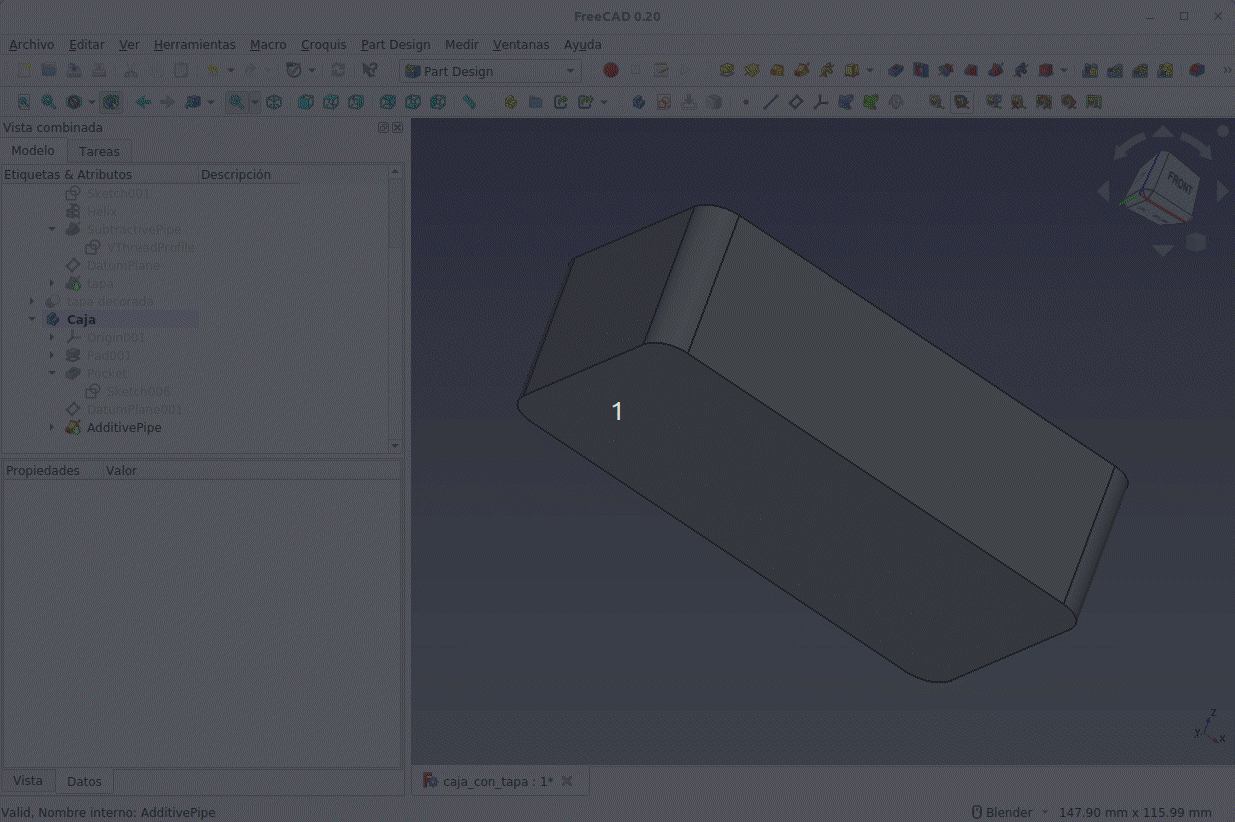 FreeCAD 0.20
Archivo Editar Ver Herramientas Macro Croquis Part Design Medir Ventanas Ayuda
Part Design
Vista combinada
Modelo Tareas
Etiquetas & Atributos Descripción
Sketch001
Helix
SubtractivePipe
VThreadProfile
DatumPlane
tapa
tapa decorada
Caja
Origin001
Pad001
Pocket
Sketch006
DatumPlane001
AdditivePipe
Propiedades Valor
Vista Datos
FRONT
1
Z
Y
X
caja_con_tapa : 1*
Valid, Nombre interno: AdditivePipe
Blender 147.90 mm x 115.99 mm